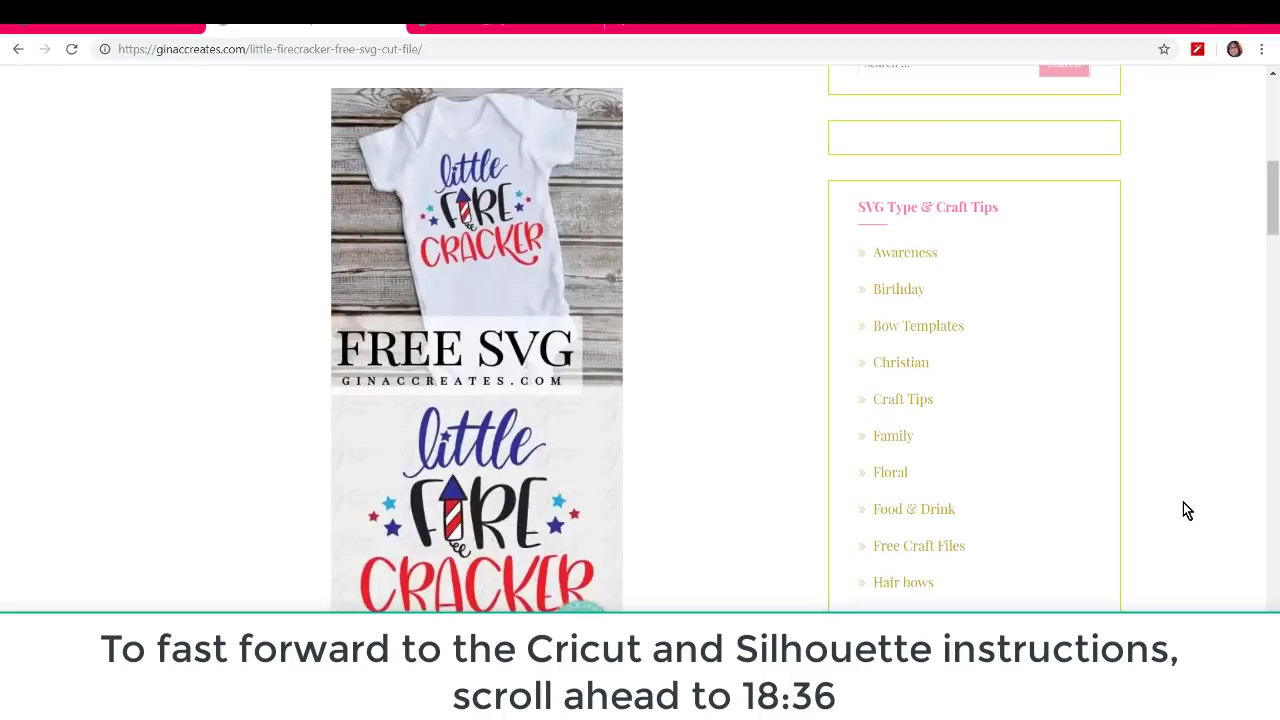 https://ginaccreates.com/little-firecracker-free-svg-cut-file/
little
FIRE
CRACKER
FREE SVG
GINACCREATES.COM
little
FIRE
CRACKER
SVG Type & Craft Tips
» Awareness
» Birthday
» Bow Templates
» Christian
» Craft Tips
» Family
» Floral
» Food & Drink
» Free Craft Files
» Hair bows
To fast forward to the Cricut and Silhouette instructions,
scroll ahead to 18:36